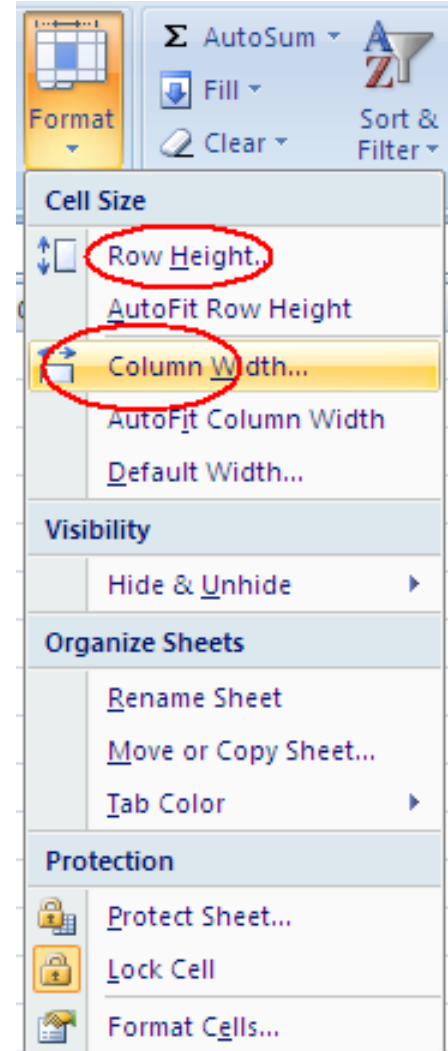 Σ AutoSum
Fill
Format
Sort &
Clear
Filter
Cell Size
Row Height...
AutoFit Row Height
Column Width...
AutoFit Column Width
Default Width...
Visibility
Hide & Unhide
Organize Sheets
Rename Sheet
Move or Copy Sheet...
Tab Color
Protection
Protect Sheet...
Lock Cell
Format Cells...